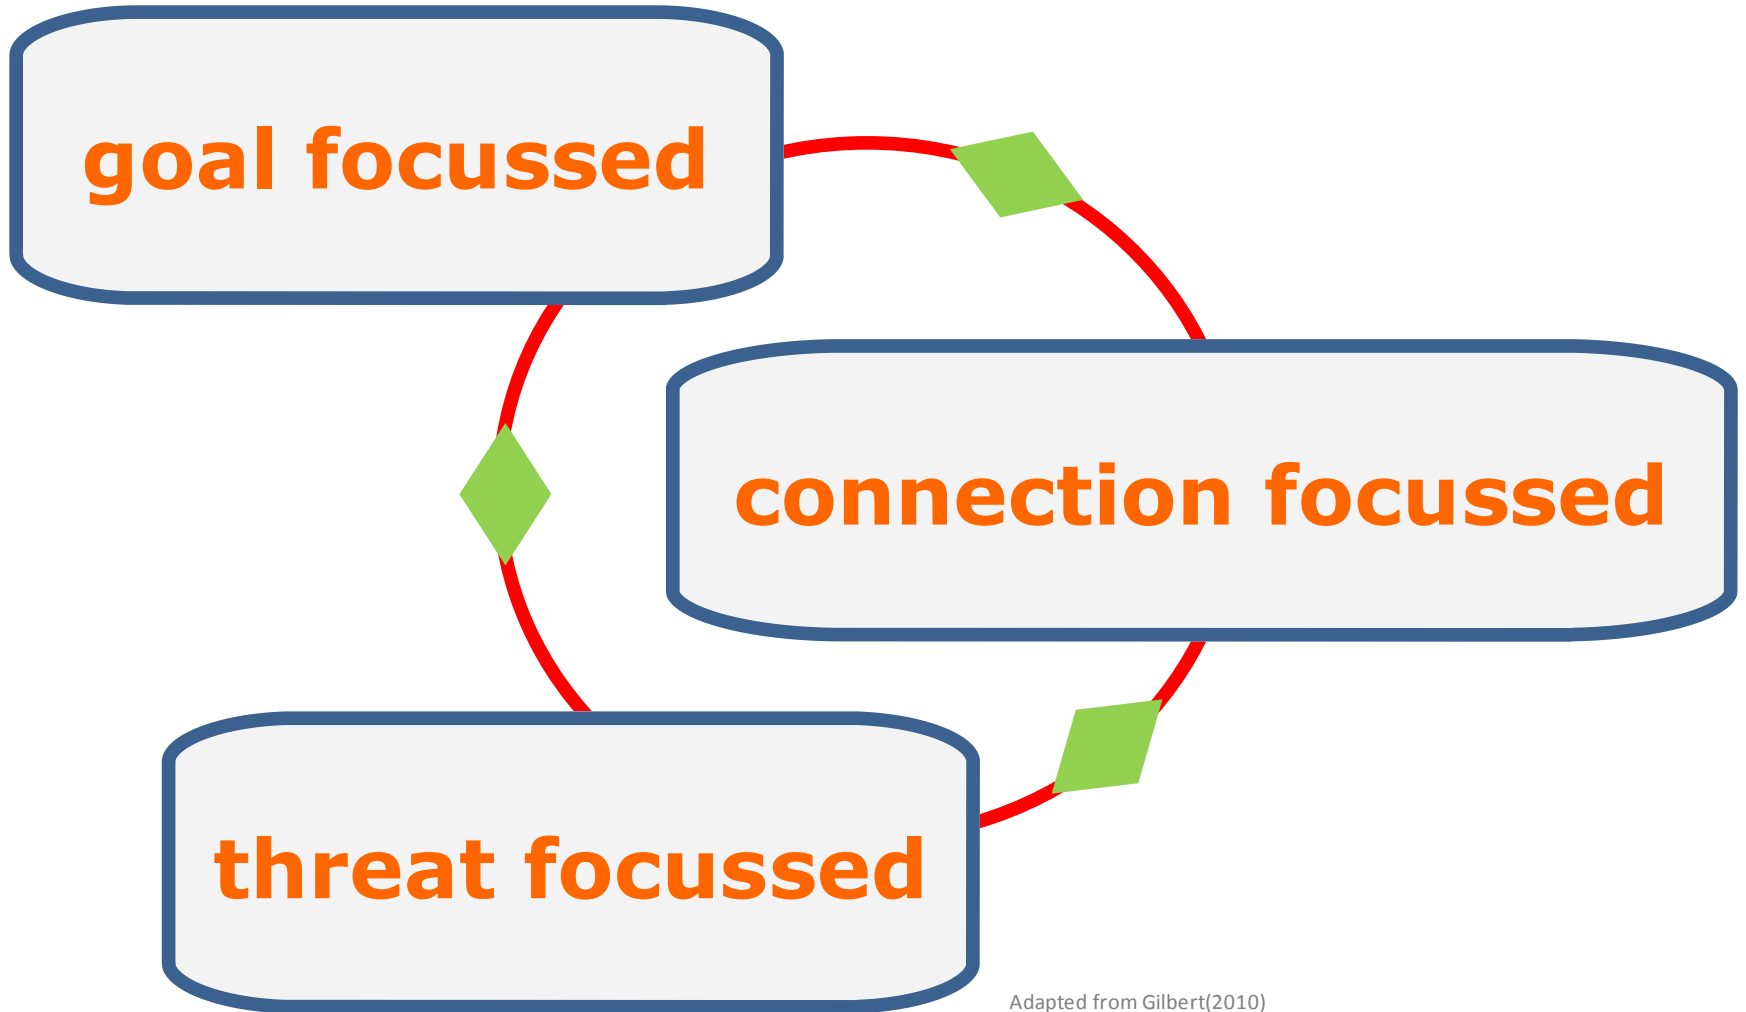 goal focussed
connection focussed
threat focussed
Adapted from Gilbert(2010)